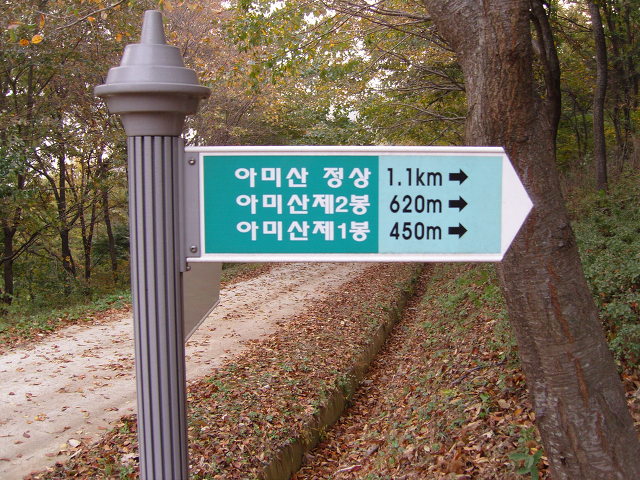 아미산 정상 1.1km →
아미산제2봉 620m →
아미산제1봉 450m →